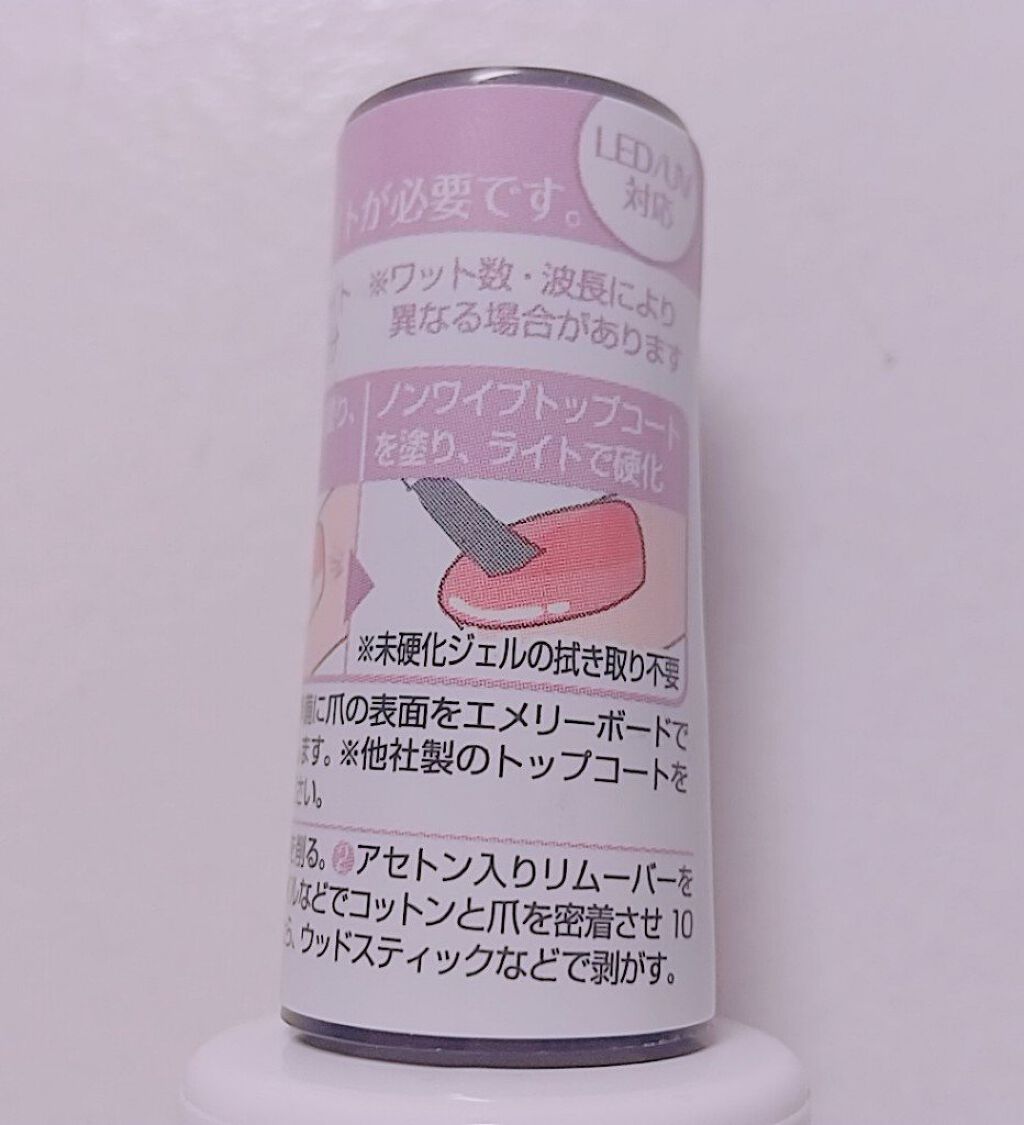 LED/UV
対応
トが必要です。
※ワット数・波長により
異なる場合があります
ノンワイプトップコート
を塗り、ライトで硬化
※未硬化ジェルの拭き取り不要
に爪の表面をエメリーボードで
ます。※他社製のトップコートを
さい。
を削る。❷アセトン入りリムーバーを
ルなどでコットンと爪を密着させ10
ら、ウッドスティックなどで剥がす。